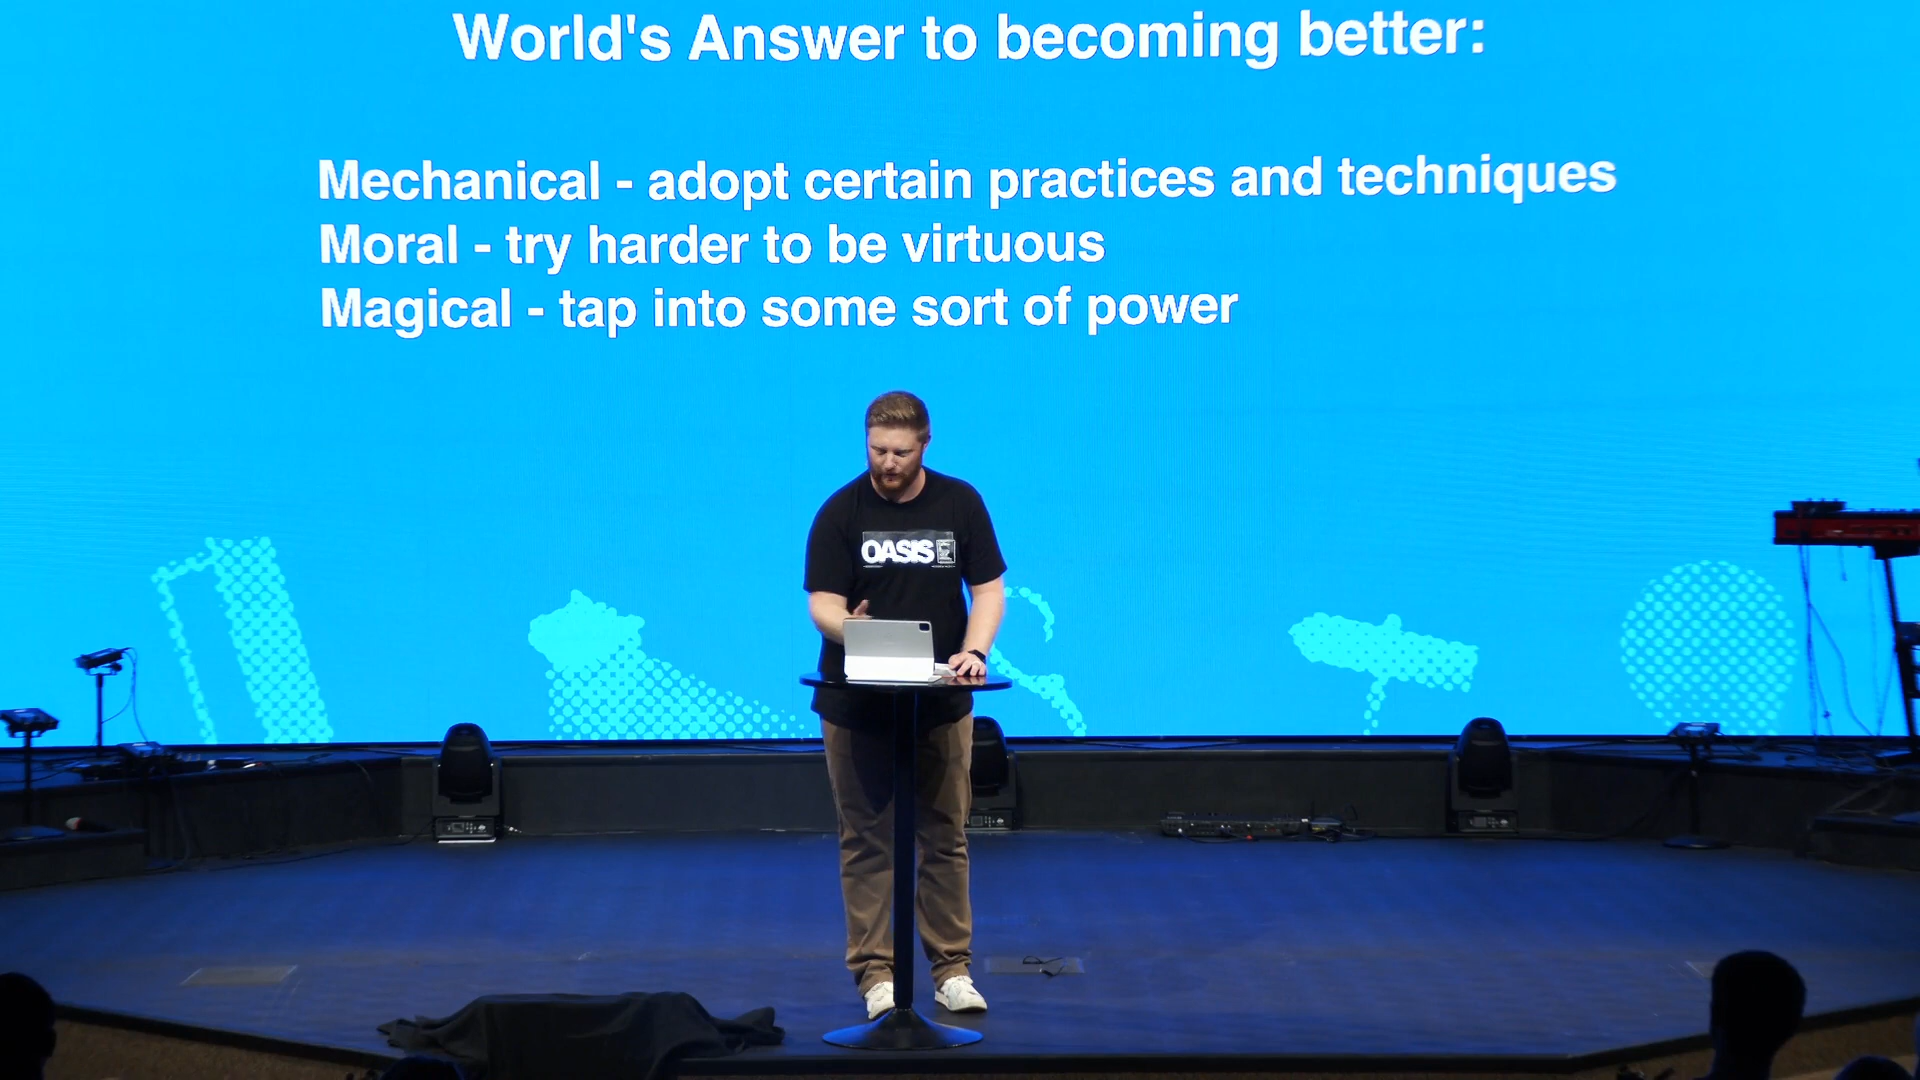 World's Answer to becoming better:
Mechanical - adopt certain practices and techniques
Moral - try harder to be virtuous
Magical - tap into some sort of power
OASIS